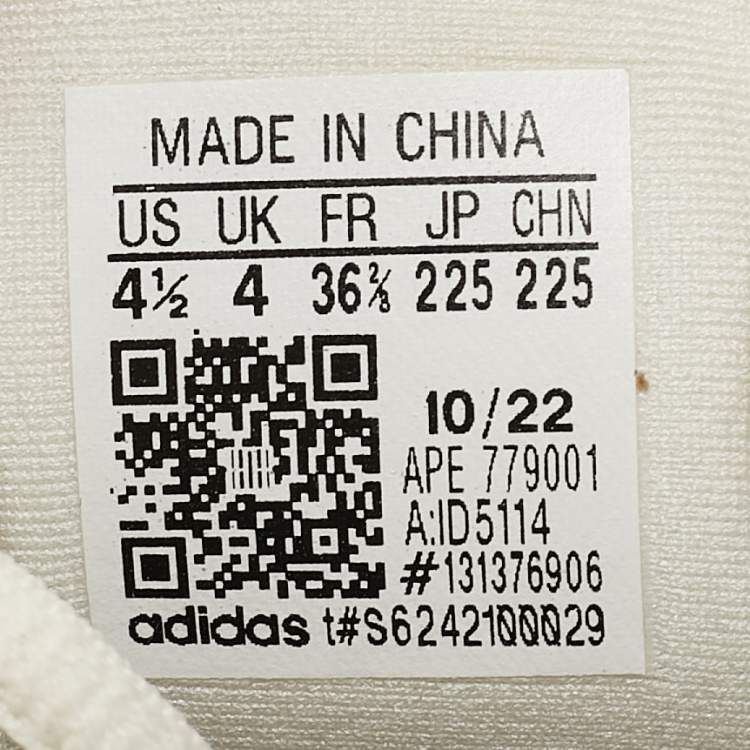 MADE IN CHINA
US UK FR JP CHN
4½ 4 36⅔ 225 225
10/22
APE 779001
A:ID5114
#131376906
adidas t#S6242100029